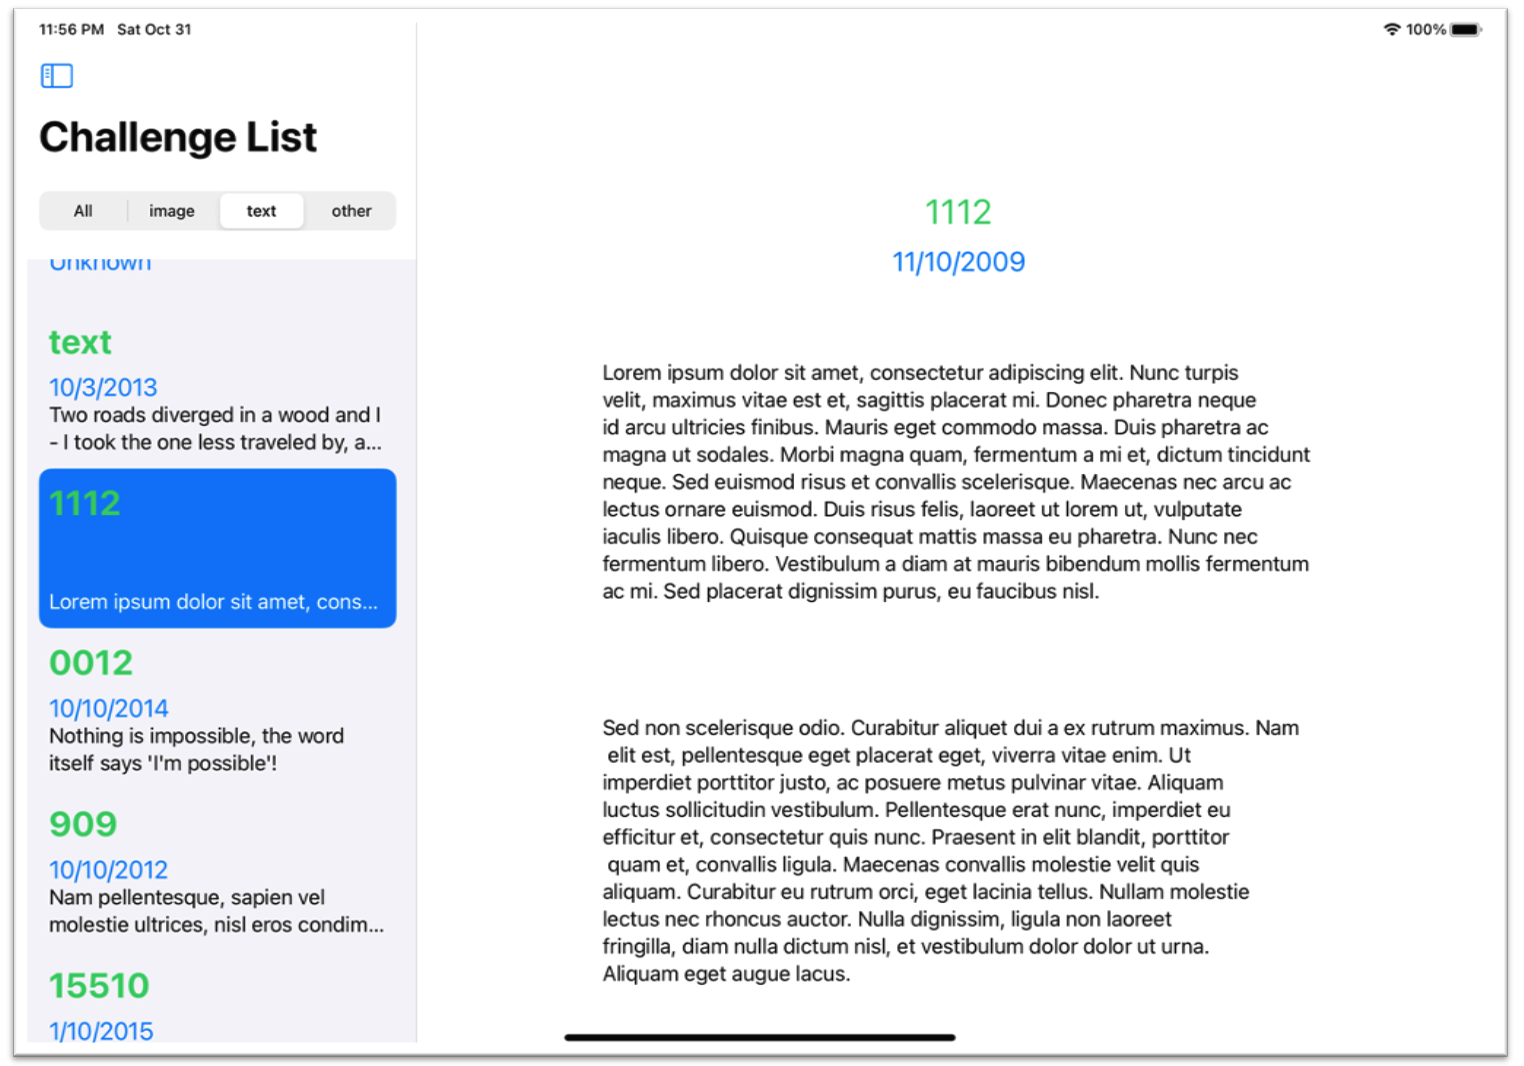 11:56 PM Sat Oct 31
100%
Challenge List
All image text other
Unknown
text
10/3/2013
Two roads diverged in a wood and I
- I took the one less traveled by, a...
1112
Lorem ipsum dolor sit amet, cons...
0012
10/10/2014
Nothing is impossible, the word
itself says 'I'm possible'!
909
10/10/2012
Nam pellentesque, sapien vel
molestie ultrices, nisl eros condim...
15510
1/10/2015
1112
11/10/2009
Lorem ipsum dolor sit amet, consectetur adipiscing elit. Nunc turpis
velit, maximus vitae est et, sagittis placerat mi. Donec pharetra neque
id arcu ultricies finibus. Mauris eget commodo massa. Duis pharetra ac
magna ut sodales. Morbi magna quam, fermentum a mi et, dictum tincidunt
neque. Sed euismod risus et convallis scelerisque. Maecenas nec arcu ac
lectus ornare euismod. Duis risus felis, laoreet ut lorem ut, vulputate
iaculis libero. Quisque consequat mattis massa eu pharetra. Nunc nec
fermentum libero. Vestibulum a diam at mauris bibendum mollis fermentum
ac mi. Sed placerat dignissim purus, eu faucibus nisl.
Sed non scelerisque odio. Curabitur aliquet dui a ex rutrum maximus. Nam
elit est, pellentesque eget placerat eget, viverra vitae enim. Ut
imperdiet porttitor justo, ac posuere metus pulvinar vitae. Aliquam
luctus sollicitudin vestibulum. Pellentesque erat nunc, imperdiet eu
efficitur et, consectetur quis nunc. Praesent in elit blandit, porttitor
quam et, convallis ligula. Maecenas convallis molestie velit quis
aliquam. Curabitur eu rutrum orci, eget lacinia tellus. Nullam molestie
lectus nec rhoncus auctor. Nulla dignissim, ligula non laoreet
fringilla, diam nulla dictum nisl, et vestibulum dolor dolor ut urna.
Aliquam eget augue lacus.